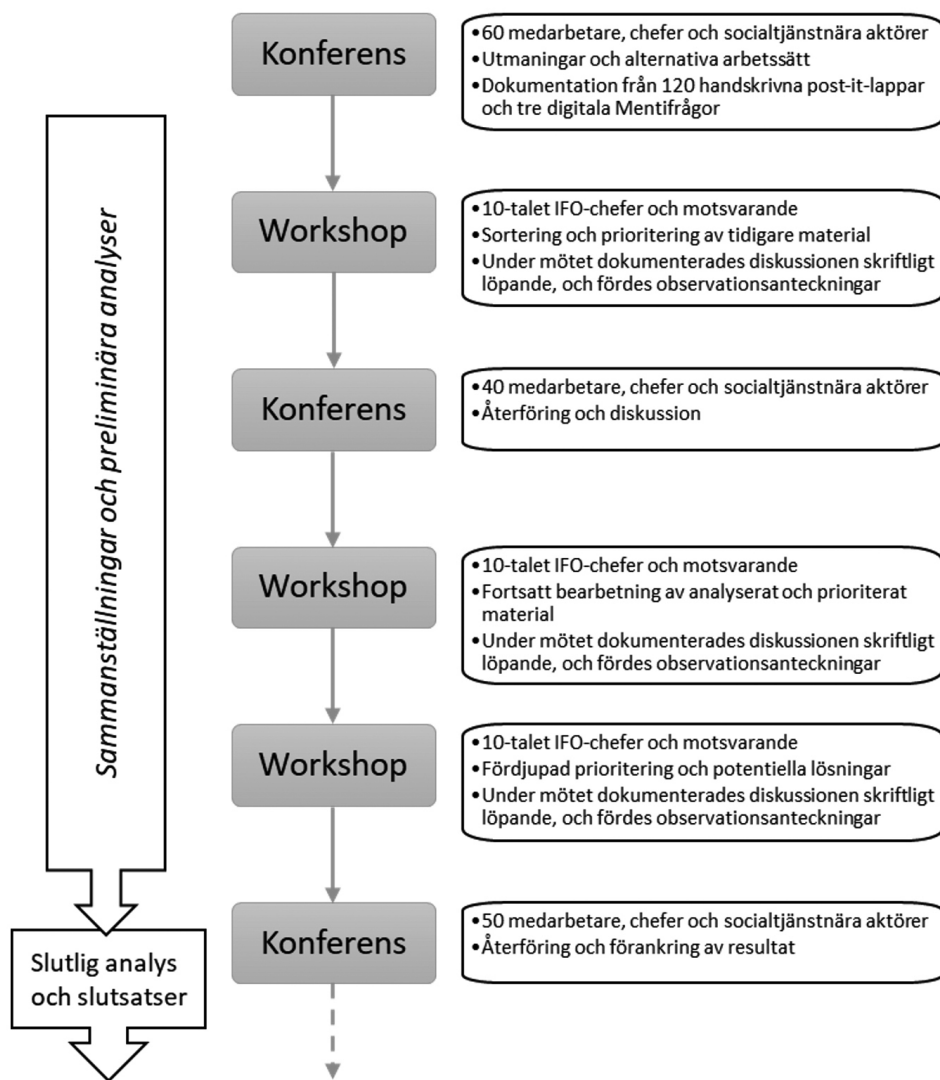 Konferens
•60 medarbetare, chefer och socialtjänstnära aktörer
•Utmaningar och alternativa arbetssätt
•Dokumentation från 120 handskrivna post-it-lappar
och tre digitala Mentifrågor
Workshop
•10-talet IFO-chefer och motsvarande
•Sortering och prioritering av tidigare material
•Under mötet dokumenterades diskussionen skriftligt
löpande, och fördes observationsanteckningar
Konferens
•40 medarbetare, chefer och socialtjänstnära aktörer
•Återföring och diskussion
Workshop
•10-talet IFO-chefer och motsvarande
•Fortsatt bearbetning av analyserat och prioriterat
material
•Under mötet dokumenterades diskussionen skriftligt
löpande, och fördes observationsanteckningar
Workshop
•10-talet IFO-chefer och motsvarande
•Fördjupad prioritering och potentiella lösningar
•Under mötet dokumenterades diskussionen skriftligt
löpande, och fördes observationsanteckningar
Konferens
•50 medarbetare, chefer och socialtjänstnära aktörer
•Återföring och förankring av resultat
Sammanställningar och preliminära analyser
Slutlig analys
och slutsatser